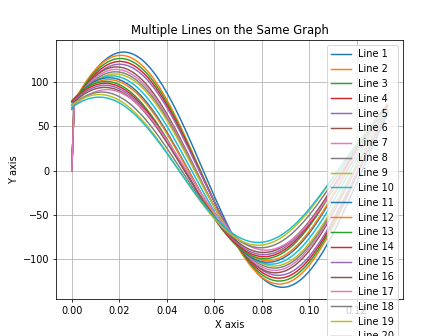 Multiple Lines on the Same Graph
Y axis
100
50
0
−50
−100
0.00
0.02
0.04
0.06
0.08
0.10
X axis
Line 1
Line 2
Line 3
Line 4
Line 5
Line 6
Line 7
Line 8
Line 9
Line 10
Line 11
Line 12
Line 13
Line 14
Line 15
Line 16
Line 17
Line 18
Line 19
Line 20